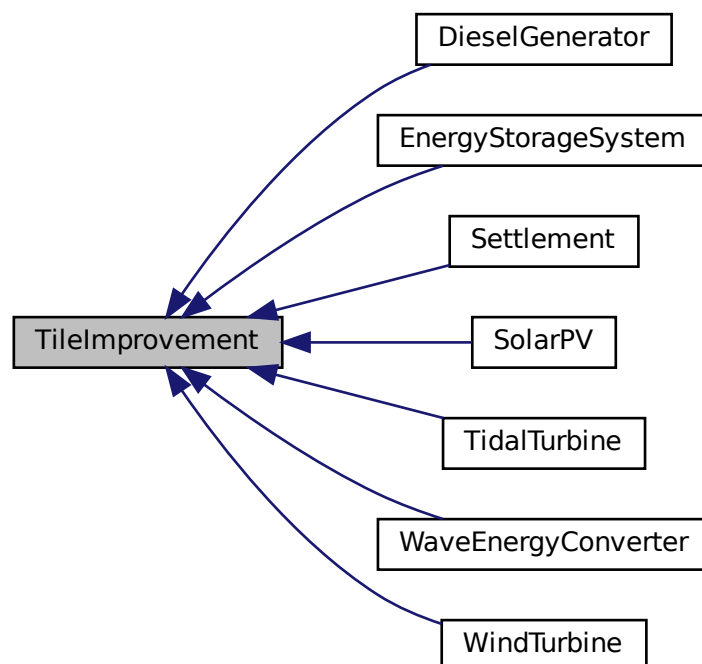 DieselGenerator
EnergyStorageSystem
Settlement
TileImprovement
SolarPV
TidalTurbine
WaveEnergyConverter
WindTurbine